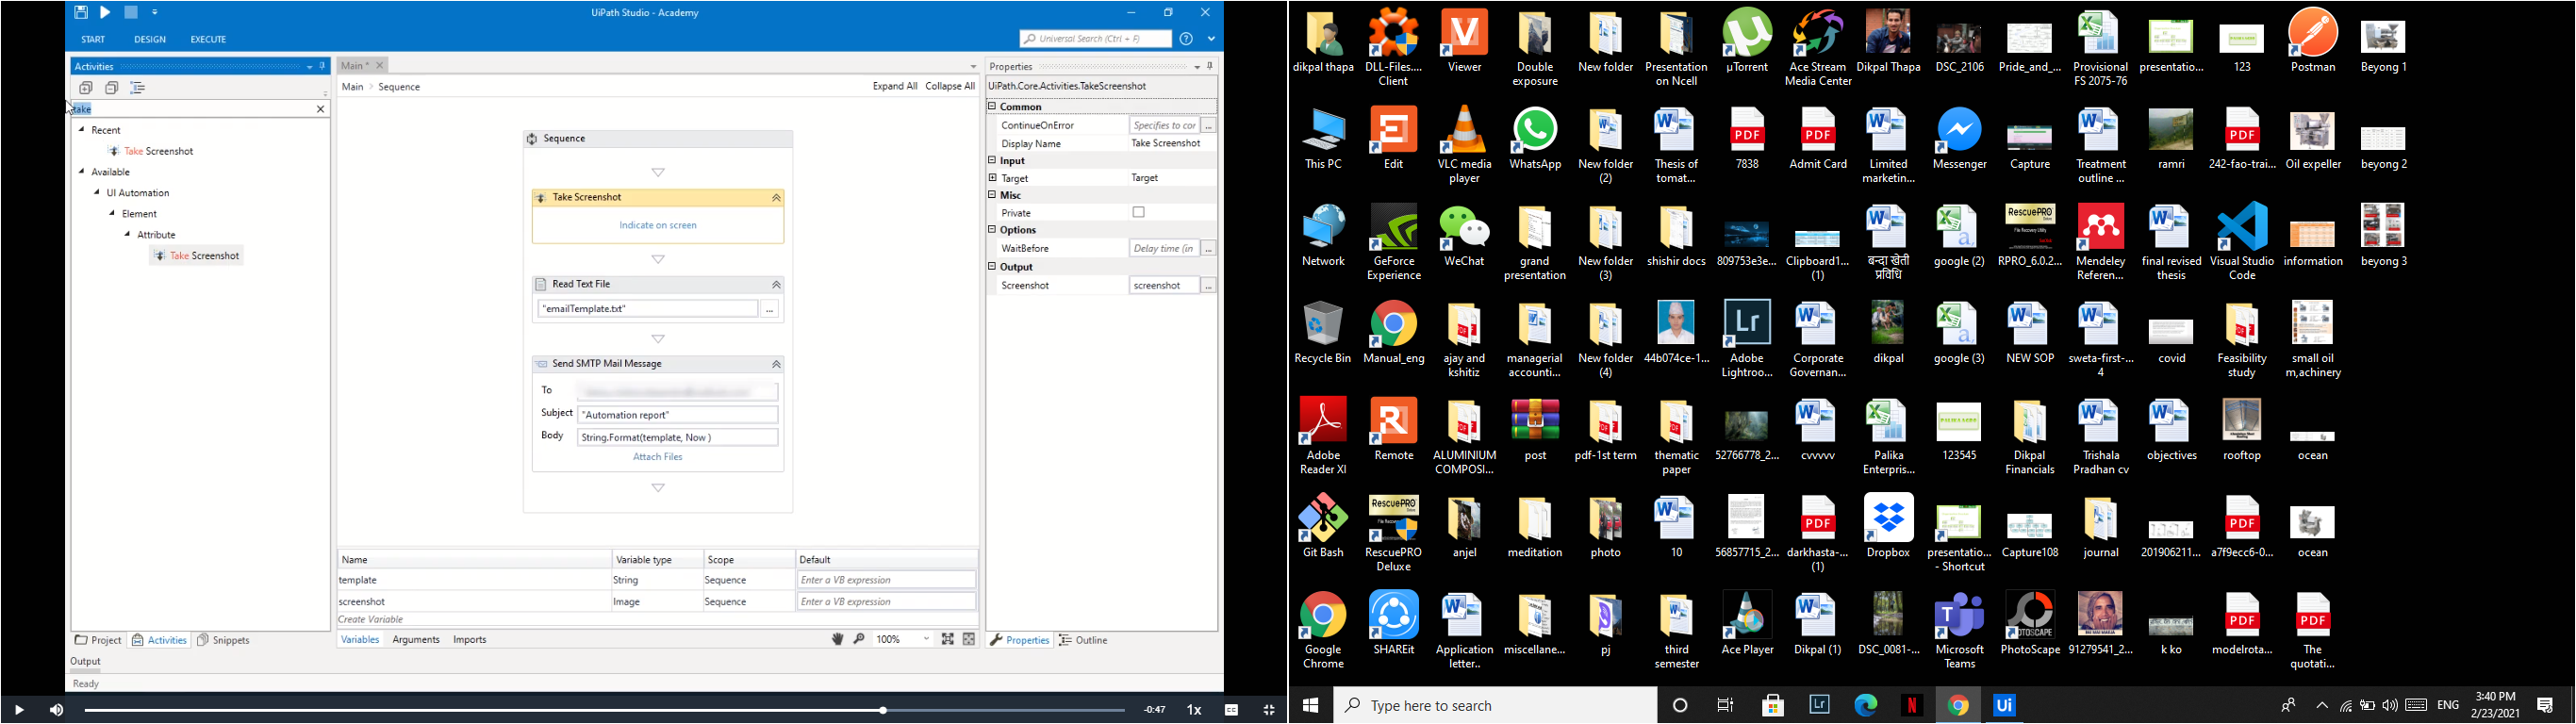 UiPath Studio - Academy
START DESIGN EXECUTE
Universal Search (Ctrl + F)
Activities
take
Recent
Take Screenshot
Available
UI Automation
Element
Attribute
Take Screenshot
Project Activities Snippets
Output
Ready
Main *
Main > Sequence
Expand All Collapse All
Sequence
Take Screenshot
Indicate on screen
Read Text File
"emailTemplate.txt"
...
Send SMTP Mail Message
To
Subject "Automation report"
Body String.Format(template, Now )
Attach Files
Name Variable type Scope Default
template String Sequence Enter a VB expression
screenshot Image Sequence Enter a VB expression
Create Variable
Variables Arguments Imports
100%
Properties
UiPath.Core.Activities.TakeScreenshot
Common
ContinueOnError Specifies to cor ...
Display Name Take Screenshot
Input
Target Target
Misc
Private
Options
WaitBefore Delay time (in ...
Output
Screenshot screenshot ...
Properties Outline
-0:47 1x CC
dikpal thapa
DLL-Files....
Client
Viewer
Double
exposure
New folder
Presentation
on Ncell
µTorrent
Ace Stream
Media Center
Dikpal Thapa
DSC_2106
Pride_and_...
Provisional
FS 2075-76
presentatio...
123
Postman
Beyong 1
This PC
Edit
VLC media
player
WhatsApp
New folder
(2)
Thesis of
tomat...
7838
Admit Card
Limited
marketin...
Messenger
Capture
Treatment
outline ...
ramri
242-fao-trai...
Oil expeller
beyong 2
Network
GeForce
Experience
WeChat
grand
presentation
New folder
(3)
shishir docs
809753e3e...
Clipboard1...
(1)
बन्दा खेती
प्रविधि
google (2)
RPRO_6.0.2...
Mendeley
Referen...
final revised
thesis
Visual Studio
Code
information
beyong 3
Recycle Bin
Manual_eng
ajay and
kshitiz
managerial
accounti...
New folder
(4)
44b074ce-1...
Adobe
Lightroo...
Corporate
Governan...
dikpal
google (3)
NEW SOP
sweta-first-...
4
covid
Feasibility
study
small oil
m,achinery
Adobe
Reader XI
Remote
ALUMINIUM
COMPOSI...
post
pdf-1st term
thematic
paper
52766778_2...
cvvvvv
Palika
Enterpris...
123545
Dikpal
Financials
Trishala
Pradhan cv
objectives
rooftop
ocean
Git Bash
RescuePRO
Deluxe
anjel
meditation
photo
10
56857715_2...
darkhasta-...
(1)
Dropbox
presentatio...
- Shortcut
Capture108
journal
201906211...
a7f9ecc6-0...
ocean
Google
Chrome
SHAREit
Application
letter..
miscellane...
pj
third
semester
Ace Player
Dikpal (1)
DSC_0081-...
Microsoft
Teams
PhotoScape
91279541_2...
k ko
modelrota...
The
quotati...
Type here to search
ENG
3:40 PM
2/23/2021